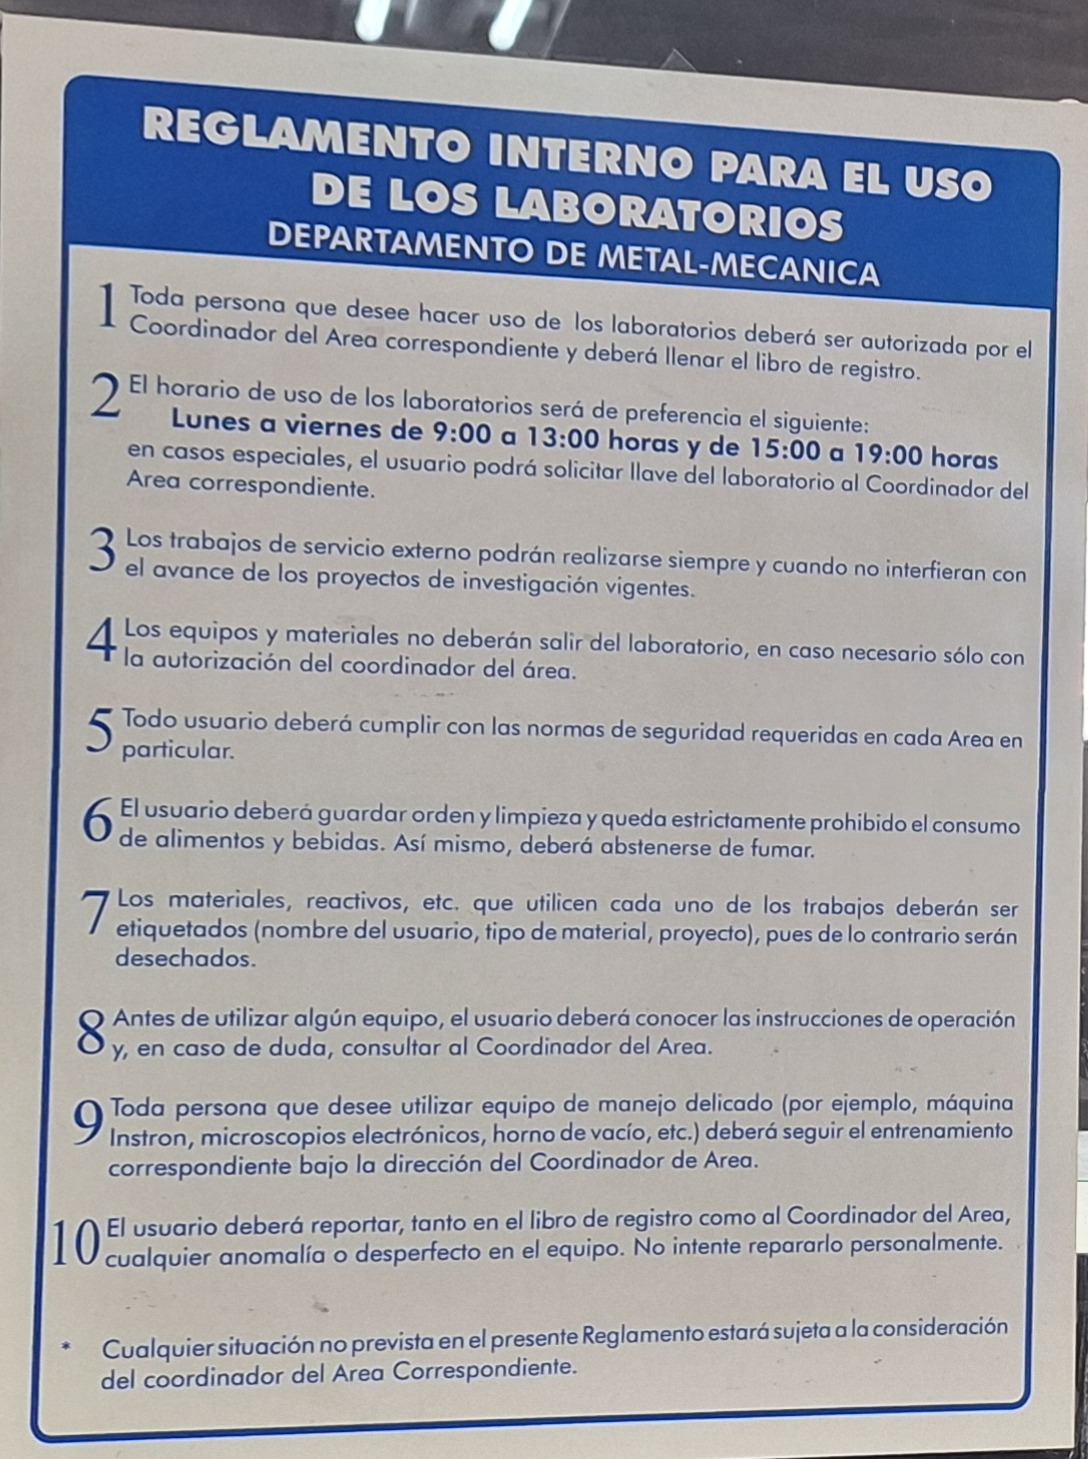 REGLAMENTO INTERNO PARA EL USO
DE LOS LABORATORIOS
DEPARTAMENTO DE METAL-MECANICA
1 Toda persona que desee hacer uso de los laboratorios deberá ser autorizada por el
Coordinador del Area correspondiente y deberá llenar el libro de registro.
2 El horario de uso de los laboratorios será de preferencia el siguiente:
Lunes a viernes de 9:00 a 13:00 horas y de 15:00 a 19:00 horas
en casos especiales, el usuario podrá solicitar llave del laboratorio al Coordinador del
Area correspondiente.
3 Los trabajos de servicio externo podrán realizarse siempre y cuando no interfieran con
el avance de los proyectos de investigación vigentes.
4 Los equipos y materiales no deberán salir del laboratorio, en caso necesario sólo con
la autorización del coordinador del área.
5 Todo usuario deberá cumplir con las normas de seguridad requeridas en cada Area en
particular.
6 El usuario deberá guardar orden y limpieza y queda estrictamente prohibido el consumo
de alimentos y bebidas. Así mismo, deberá abstenerse de fumar.
7 Los materiales, reactivos, etc. que utilicen cada uno de los trabajos deberán ser
etiquetados (nombre del usuario, tipo de material, proyecto), pues de lo contrario serán
desechados.
8 Antes de utilizar algún equipo, el usuario deberá conocer las instrucciones de operación
y, en caso de duda, consultar al Coordinador del Area.
9 Toda persona que desee utilizar equipo de manejo delicado (por ejemplo, máquina
Instron, microscopios electrónicos, horno de vacío, etc.) deberá seguir el entrenamiento
correspondiente bajo la dirección del Coordinador de Area.
10 El usuario deberá reportar, tanto en el libro de registro como al Coordinador del Area,
cualquier anomalía o desperfecto en el equipo. No intente repararlo personalmente.
* Cualquier situación no prevista en el presente Reglamento estará sujeta a la consideración
del coordinador del Area Correspondiente.